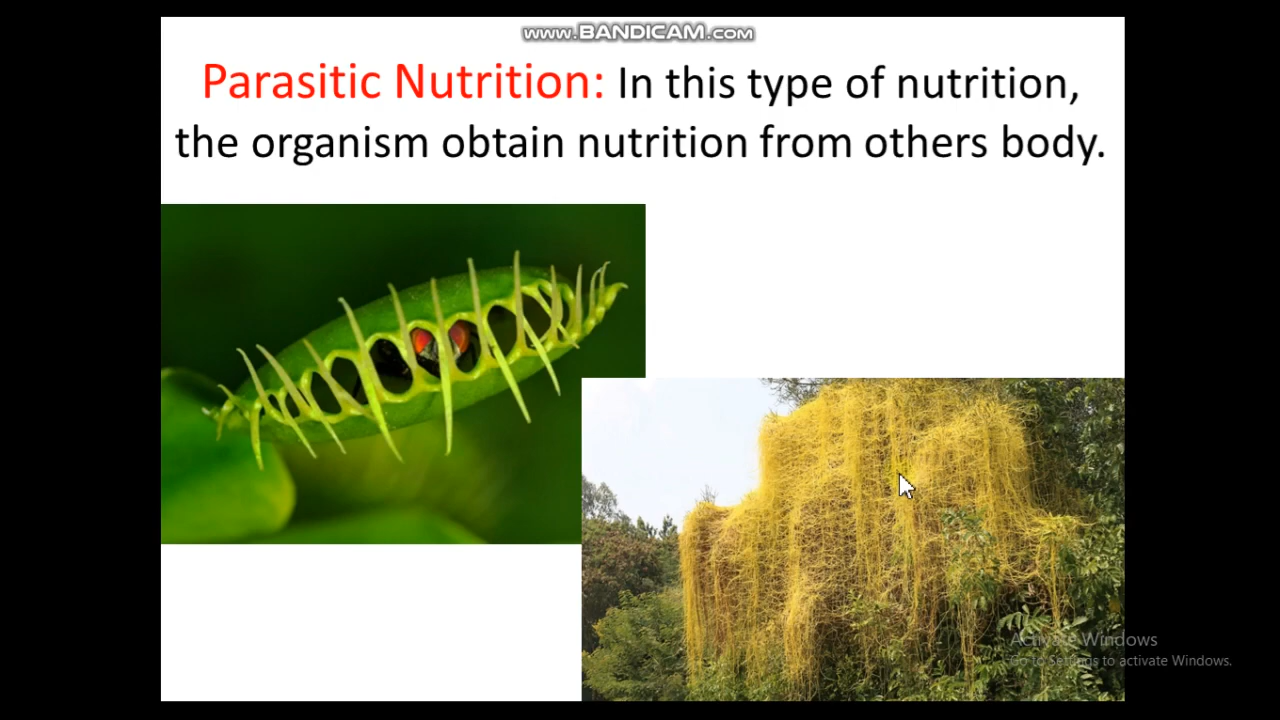 www.BANDICAM.com
Parasitic Nutrition: In this type of nutrition,
the organism obtain nutrition from others body.
Activate Windows
Go to Settings to activate Windows.